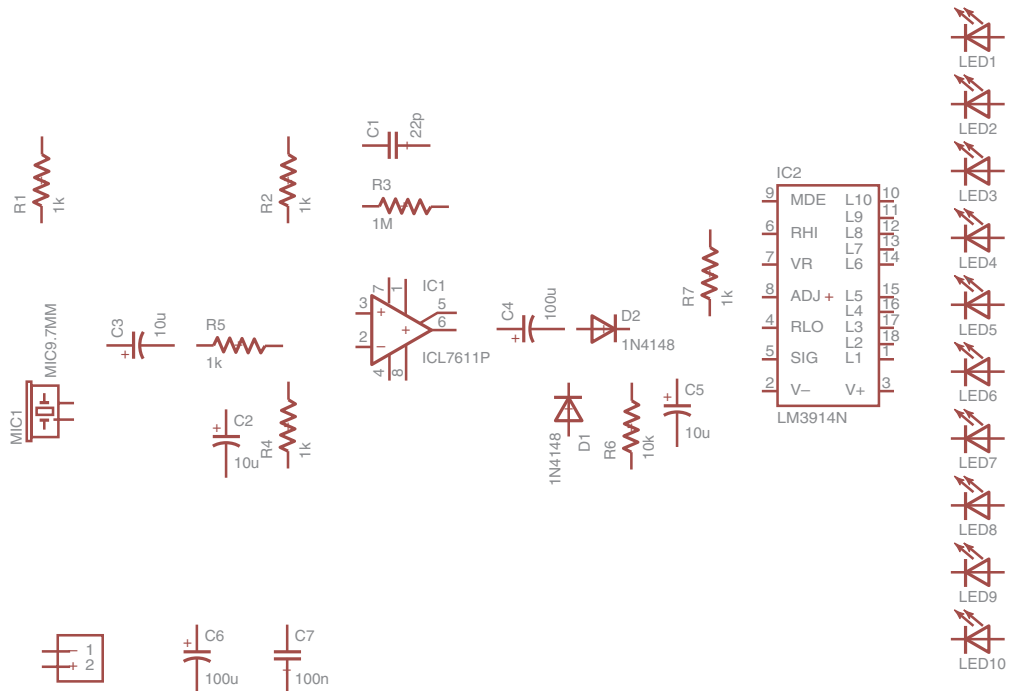 LED1
LED2
LED3
LED4
LED5
LED6
LED7
LED8
LED9
LED10
R1
1k
R2
1k
C1
22p
R3
1M
IC2
9 MDE L10 10
L9 11
6 RHI L8 12
L7 13
7 VR L6 14
8 ADJ + L5 15
L4 16
4 RLO L3 17
L2 18
5 SIG L1 1
2 V− V+ 3
LM3914N
R7
1k
IC1
7 1
3 + 5
+ 6
2 −
4 8
ICL7611P
C4
100u
+
D2
1N4148
C3
10u
+
R5
1k
MIC9.7MM
MIC1
+ C2
10u
R4
1k
1N4148
D1
R6
10k
+ C5
10u
− 1
+ 2
+ C6
100u
C7
+ 100n